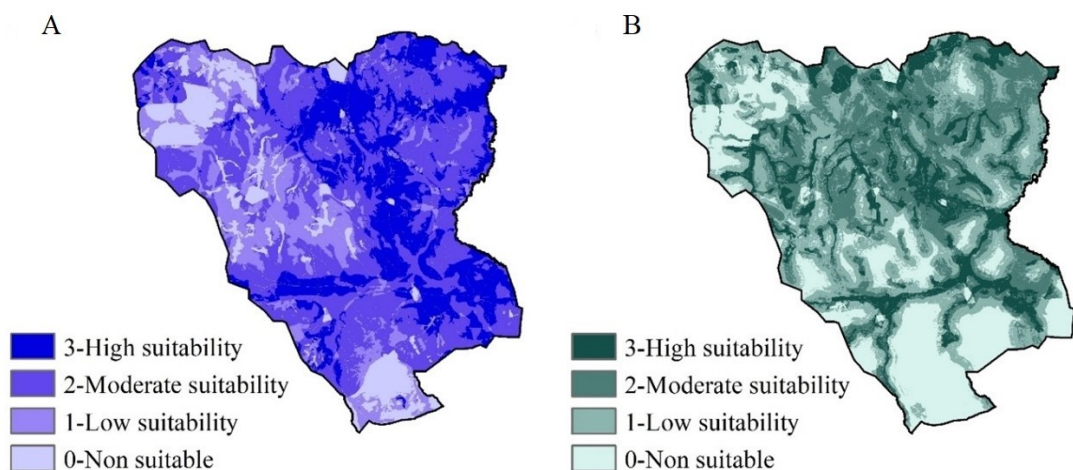 A
3-High suitability
2-Moderate suitability
1-Low suitability
0-Non suitable
B
3-High suitability
2-Moderate suitability
1-Low suitability
0-Non suitable